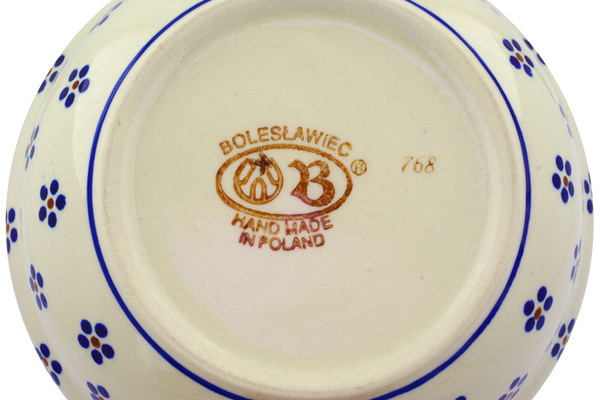 BOLESŁAWIEC
B ®
HAND MADE
IN POLAND
768